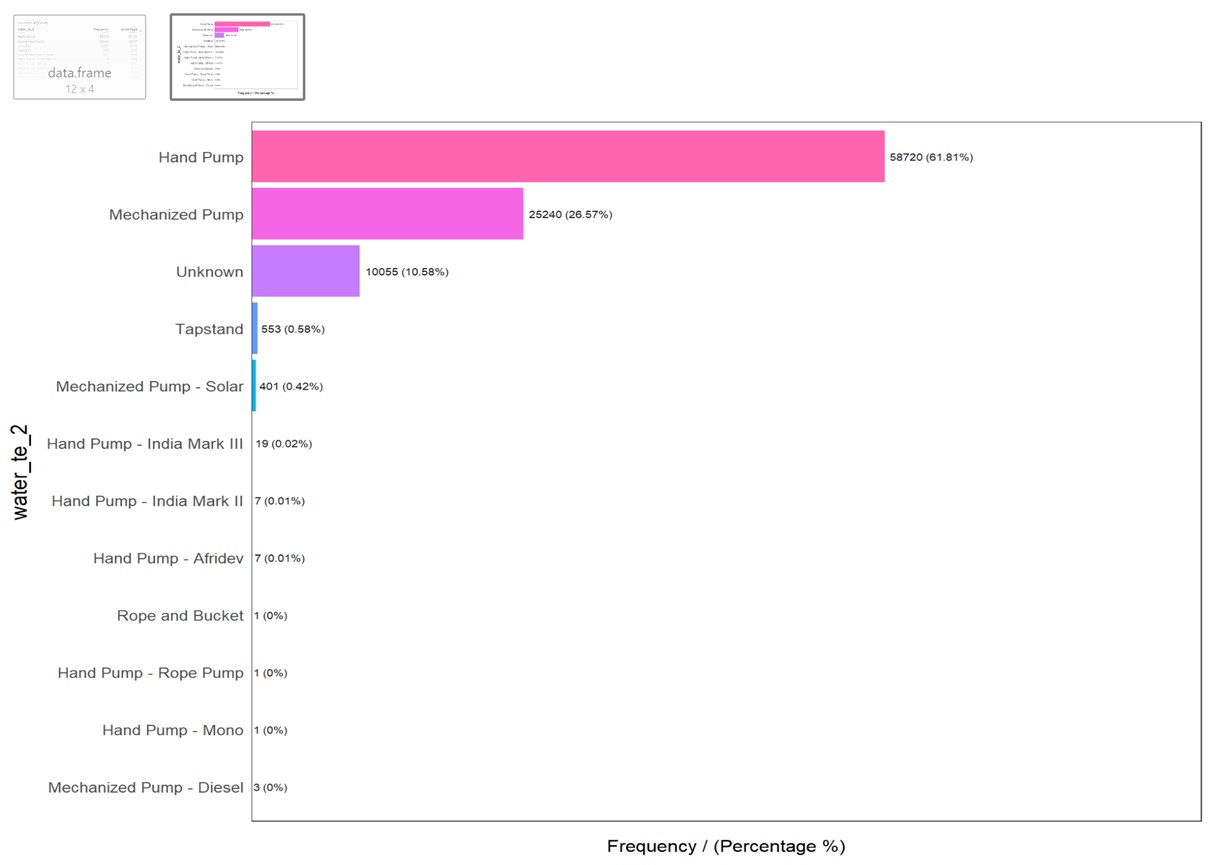 data.frame
12 x 4
Hand Pump 58720 (61.81%)
Mechanized Pump 25240 (26.57%)
Unknown 10055 (10.58%)
Tapstand 553 (0.58%)
Mechanized Pump - Solar 401 (0.42%)
Hand Pump - India Mark III 19 (0.02%)
Hand Pump - India Mark II 7 (0.01%)
Hand Pump - Afridev 7 (0.01%)
Rope and Bucket 1 (0%)
Hand Pump - Rope Pump 1 (0%)
Hand Pump - Mono 1 (0%)
Mechanized Pump - Diesel 3 (0%)
water_te_2
Frequency / (Percentage %)